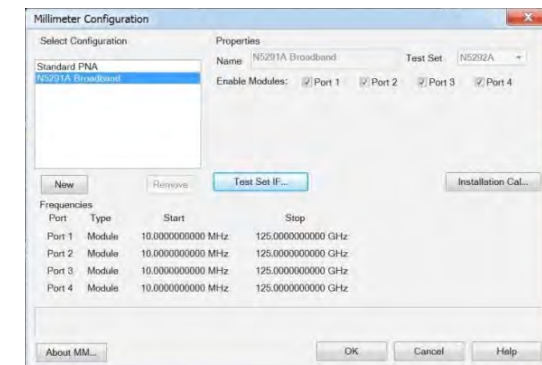 Millimeter Configuration
Select Configuration
Standard PNA
N5291A Broadband
Properties
Name N5291A Broadband Test Set N5292A
Enable Modules: Port 1 Port 2 Port 3 Port 4
New Remove Test Set IF... Installation Cal...
Frequencies
Port Type Start Stop
Port 1 Module 10.0000000000 MHz 125.0000000000 GHz
Port 2 Module 10.0000000000 MHz 125.0000000000 GHz
Port 3 Module 10.0000000000 MHz 125.0000000000 GHz
Port 4 Module 10.0000000000 MHz 125.0000000000 GHz
About MM... OK Cancel Help